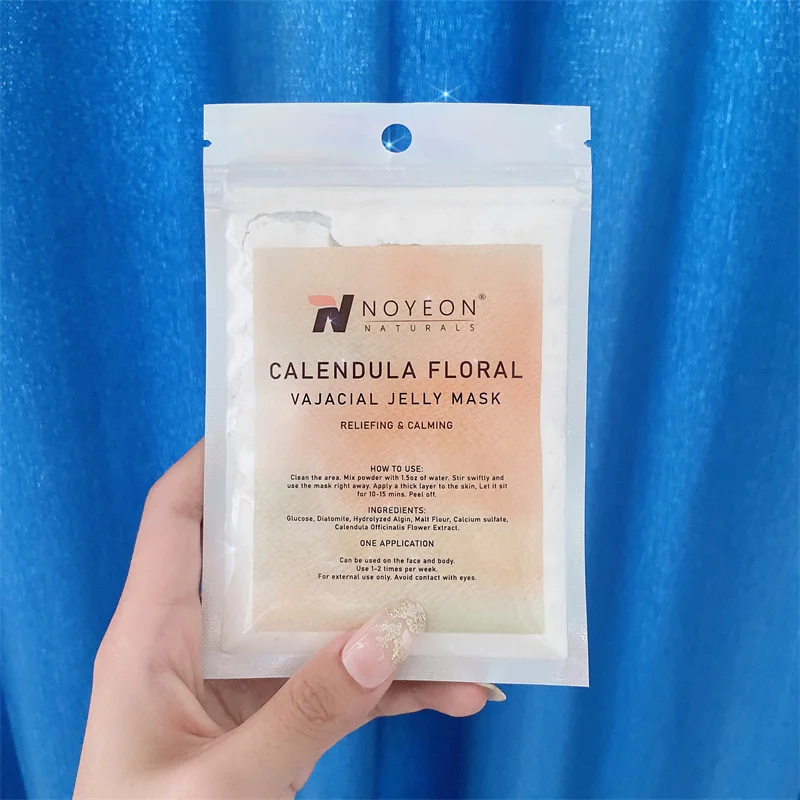 NOYEON®
NATURALS
CALENDULA FLORAL
VAJACIAL JELLY MASK
RELIEFING & CALMING
HOW TO USE:
Clean the area. Mix powder with 1.5oz of water. Stir swiftly and
use the mask right away. Apply a thick layer to the skin, Let it sit
for 10-15 mins. Peel off.
INGREDIENTS:
Glucose, Diatomite, Hydrolyzed Algin, Malt Flour, Calcium sulfate,
Calendula Officinalis Flower Extract.
ONE APPLICATION
Can be used on the face and body.
Use 1-2 times per week.
For external use only. Avoid contact with eyes.